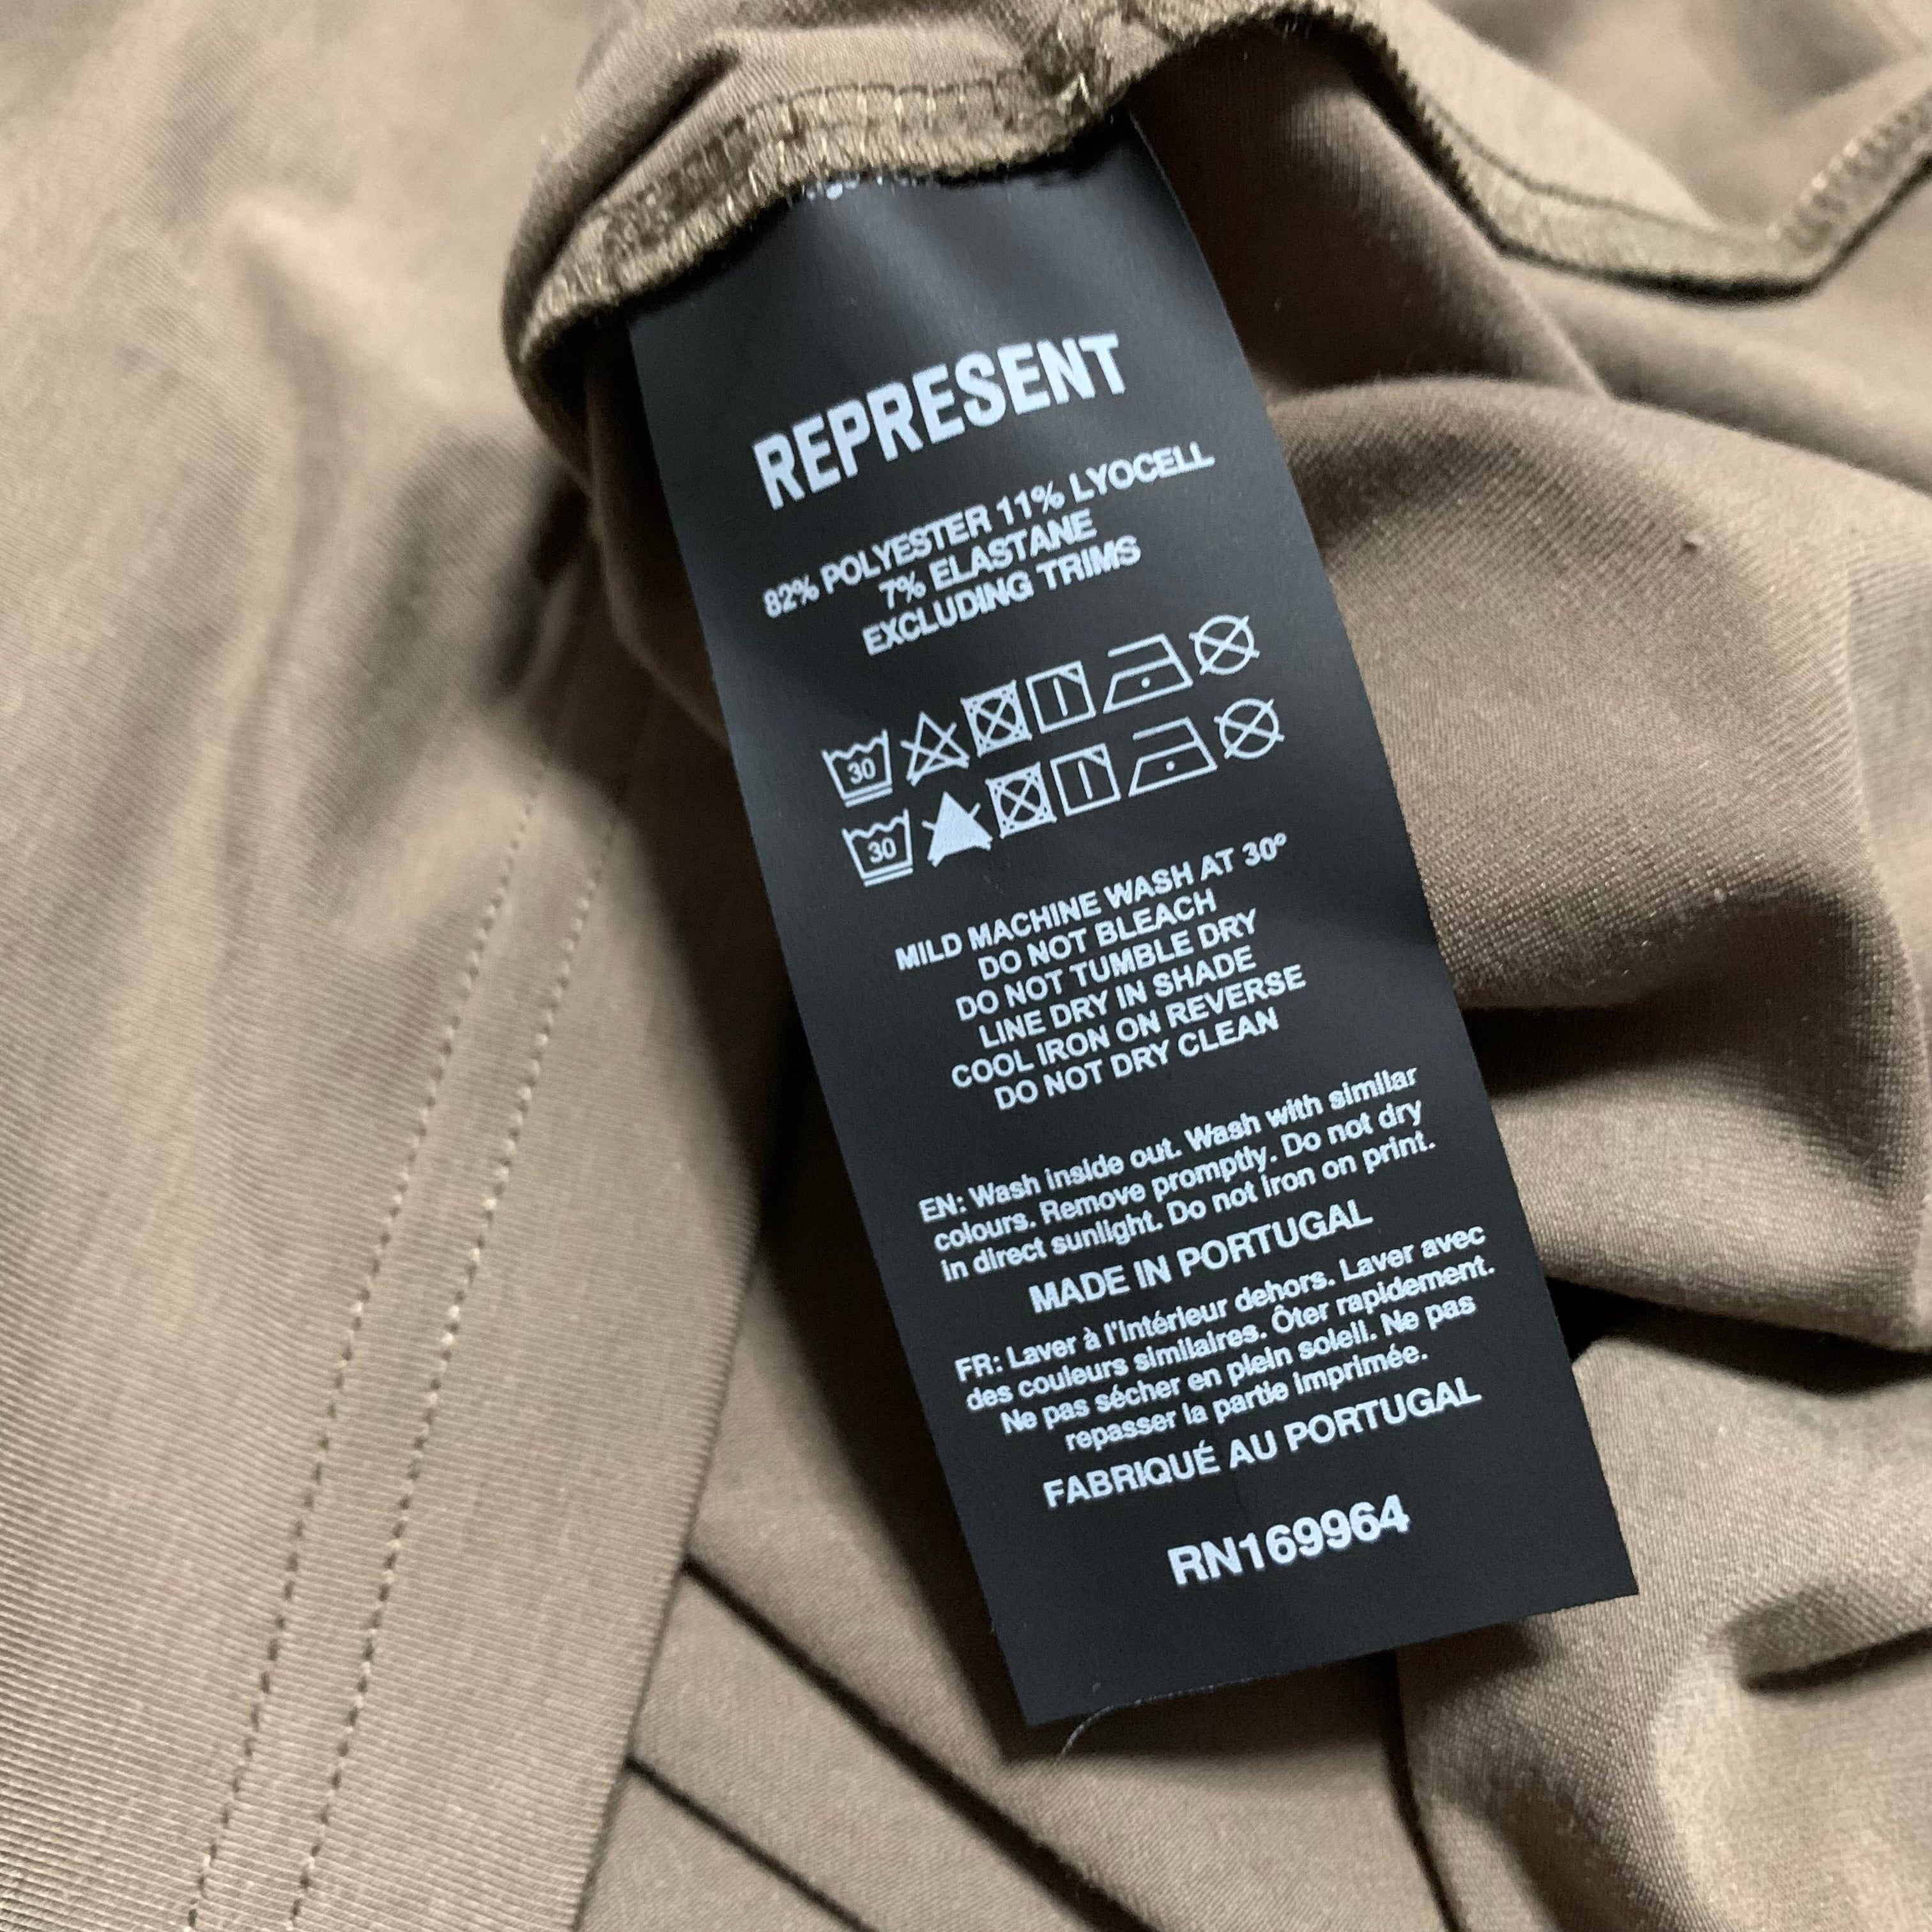 REPRESENT
82% POLYESTER 11% LYOCELL
7% ELASTANE
EXCLUDING TRIMS
30
30
MILD MACHINE WASH AT 30°
DO NOT BLEACH
DO NOT TUMBLE DRY
LINE DRY IN SHADE
COOL IRON ON REVERSE
DO NOT DRY CLEAN
EN: Wash inside out. Wash with similar
colours. Remove promptly. Do not dry
in direct sunlight. Do not iron on print.
MADE IN PORTUGAL
FR: Laver à l'intérieur dehors. Laver avec
des couleurs similaires. Ôter rapidement.
Ne pas sécher en plein soleil. Ne pas
repasser la partie imprimée.
FABRIQUÉ AU PORTUGAL
RN169964